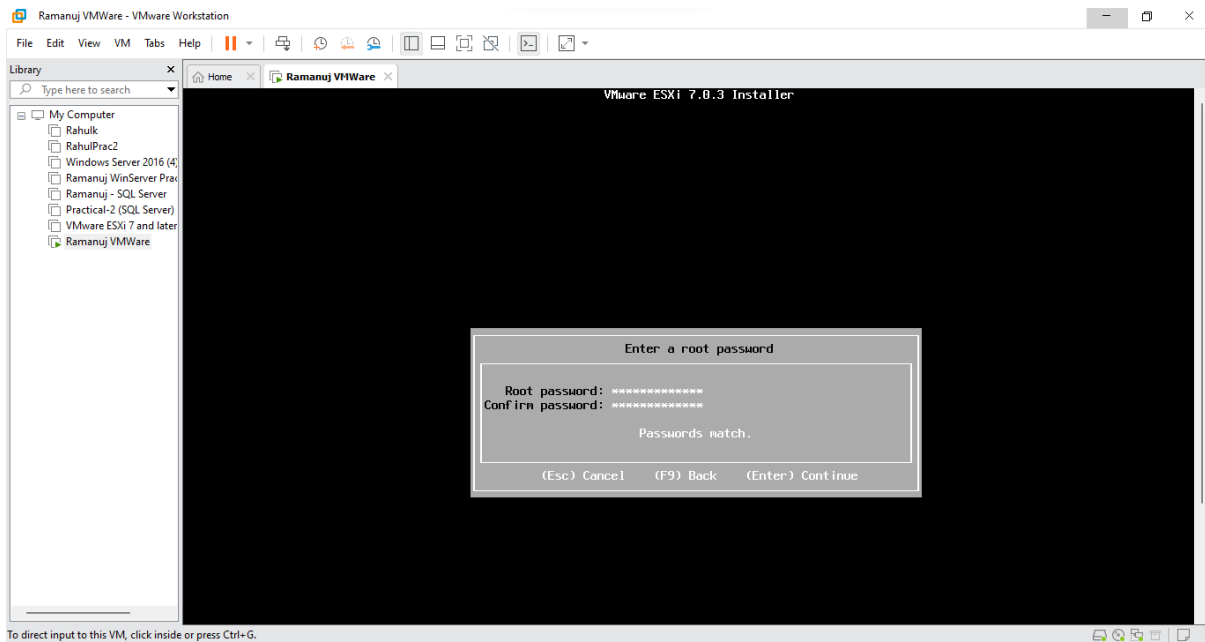 Ramanuj VMWare - VMware Workstation
File Edit View VM Tabs Help
Library
Type here to search
My Computer
Rahulk
RahulPrac2
Windows Server 2016 (4)
Ramanuj WinServer Prac
Ramanuj - SQL Server
Practical-2 (SQL Server)
VMware ESXi 7 and later
Ramanuj VMWare
Home
Ramanuj VMWare
VMware ESXi 7.0.3 Installer
Enter a root password
Root password: *************
Confirm password: *************
Passwords match.
(Esc) Cancel (F9) Back (Enter) Continue
To direct input to this VM, click inside or press Ctrl+G.